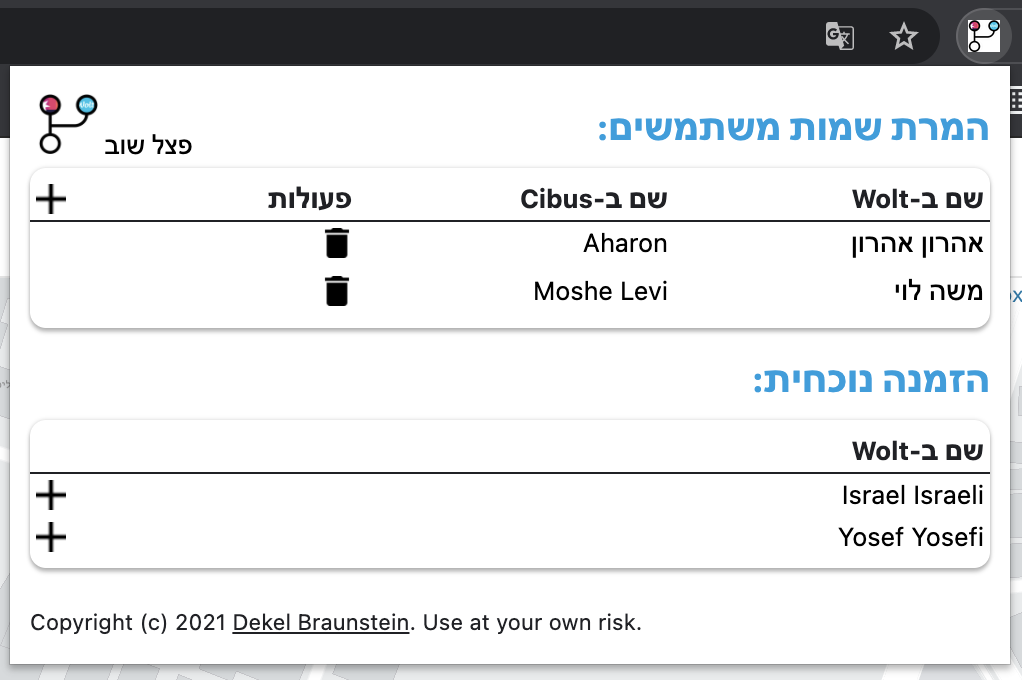 המרת שמות משתמשים:
פצל שוב
שם ב-Wolt שם ב-Cibus פעולות
אהרון אהרון Aharon
משה לוי Moshe Levi
הזמנה נוכחית:
שם ב-Wolt
Israel Israeli
Yosef Yosefi
Copyright (c) 2021 Dekel Braunstein. Use at your own risk.